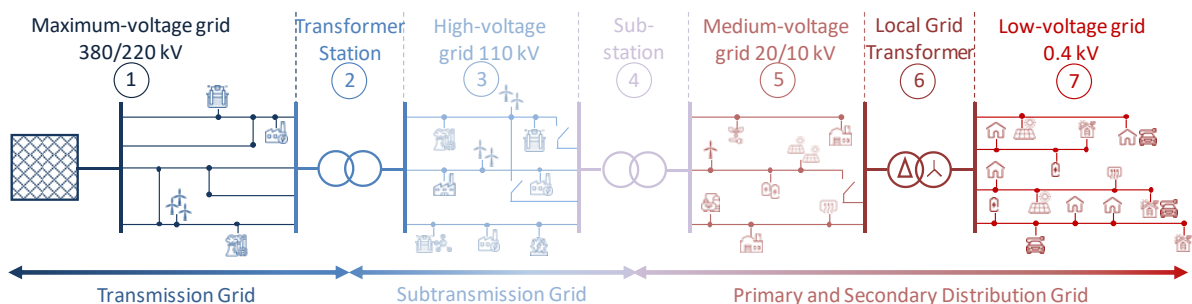 Maximum-voltage grid
380/220 kV
1
Transformer
Station
2
High-voltage
grid 110 kV
3
Sub-
station
4
Medium-voltage
grid 20/10 kV
5
Local Grid
Transformer
6
Low-voltage grid
0.4 kV
7
Transmission Grid
Subtransmission Grid
Primary and Secondary Distribution Grid